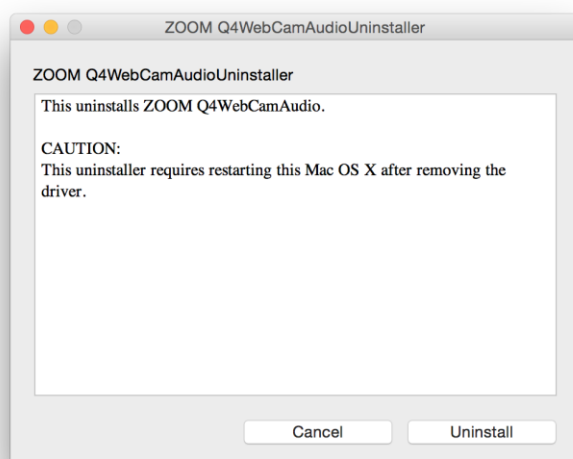 ZOOM Q4WebCamAudioUninstaller
ZOOM Q4WebCamAudioUninstaller
This uninstalls ZOOM Q4WebCamAudio.
CAUTION:
This uninstaller requires restarting this Mac OS X after removing the
driver.
Cancel
Uninstall